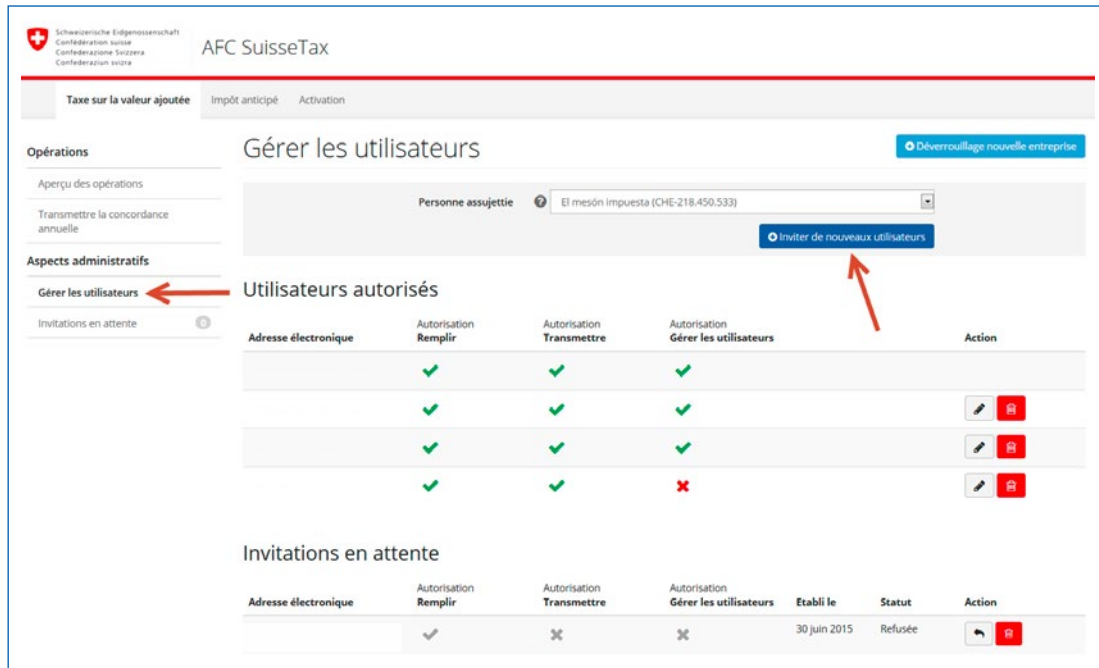 Schweizerische Eidgenossenschaft
Confédération suisse
Confederazione Svizzera
Confederaziun svizra
AFC SuisseTax
Taxe sur la valeur ajoutée Impôt anticipé Activation
Opérations
Aperçu des opérations
Transmettre la concordance
annuelle
Aspects administratifs
Gérer les utilisateurs
Invitations en attente 0
Gérer les utilisateurs
Déverrouillage nouvelle entreprise
Personne assujettie ? El mesón impuesta (CHE-218.450.533)
Inviter de nouveaux utilisateurs
Utilisateurs autorisés
Adresse électronique Autorisation Remplir Autorisation Transmettre Autorisation Gérer les utilisateurs Action
Invitations en attente
Adresse électronique Autorisation Remplir Autorisation Transmettre Autorisation Gérer les utilisateurs Etabli le Statut Action
30 juin 2015 Refusée